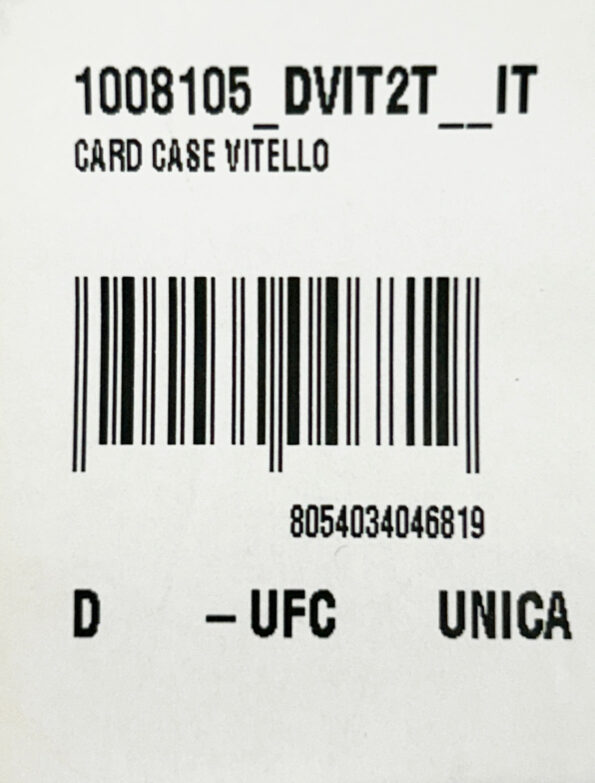 1008105_DVIT2T__IT
CARD CASE VITELLO
8054034046819
D – UFC UNICA